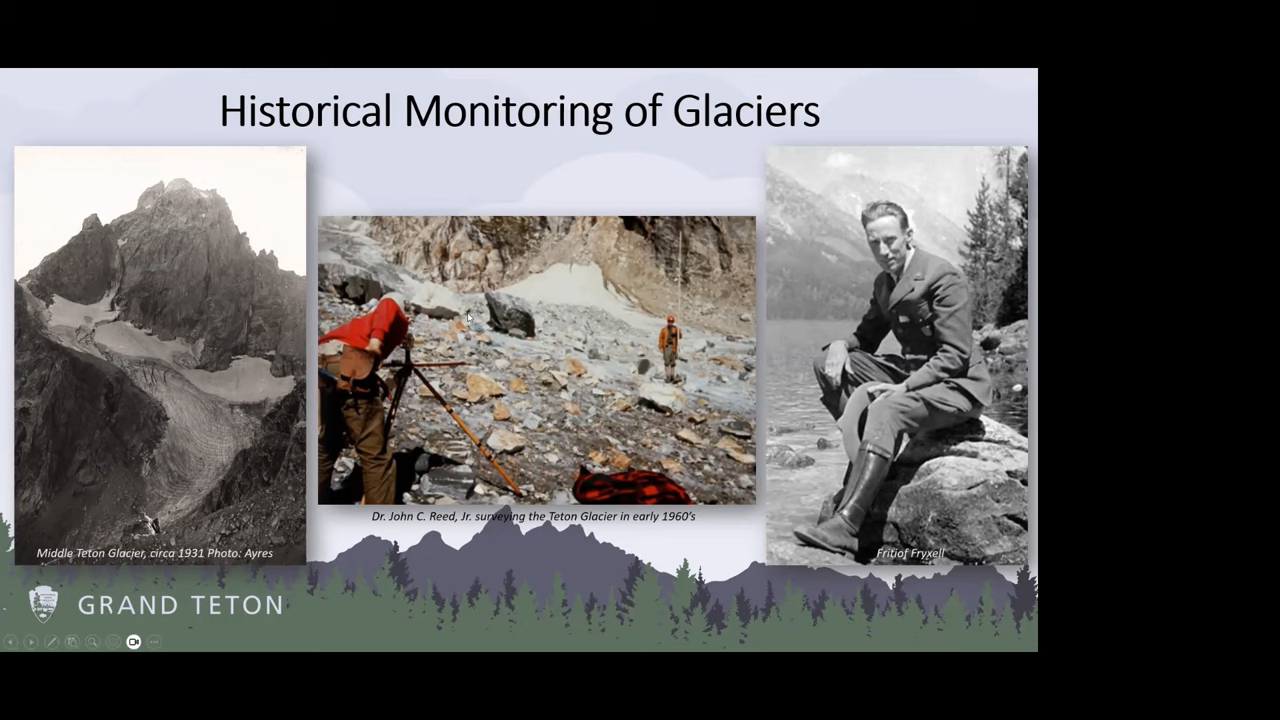 Historical Monitoring of Glaciers
Middle Teton Glacier, circa 1931 Photo: Ayres
Dr. John C. Reed, Jr. surveying the Teton Glacier in early 1960's
Fritiof Fryxell
GRAND TETON